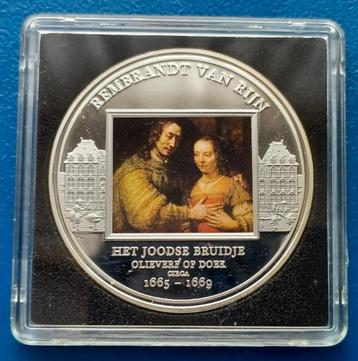 REMBRANDT VAN RIJN
HET JOODSE BRUIDJE
OLIEVERF OP DOEK
CIRCA
1665 - 1669